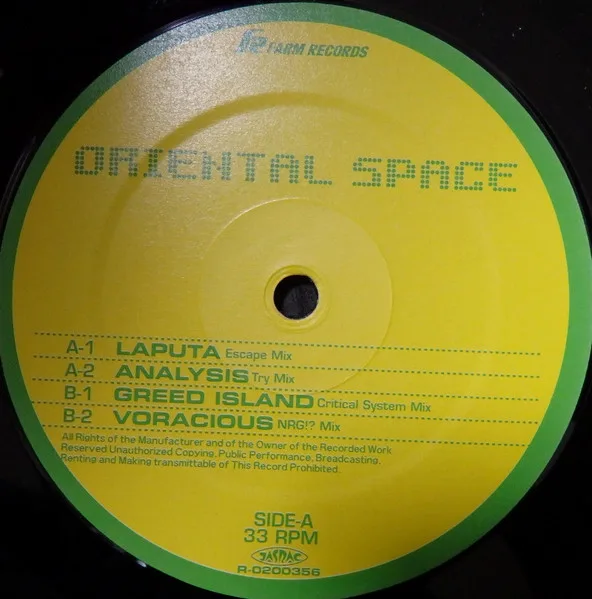 FARM RECORDS
ORIENTAL SPACE
A-1 LAPUTA Escape Mix
A-2 ANALYSIS Try Mix
B-1 GREED ISLAND Critical System Mix
B-2 VORACIOUS NRG!? Mix
All Rights of the Manufacturer and of the Owner of the Recorded Work
Reserved Unauthorized Copying, Public Performance, Breadcasting,
Renting and Making transmittable of This Record Prohibited.
SIDE-A
33 RPM
JASRAC
R-0200356